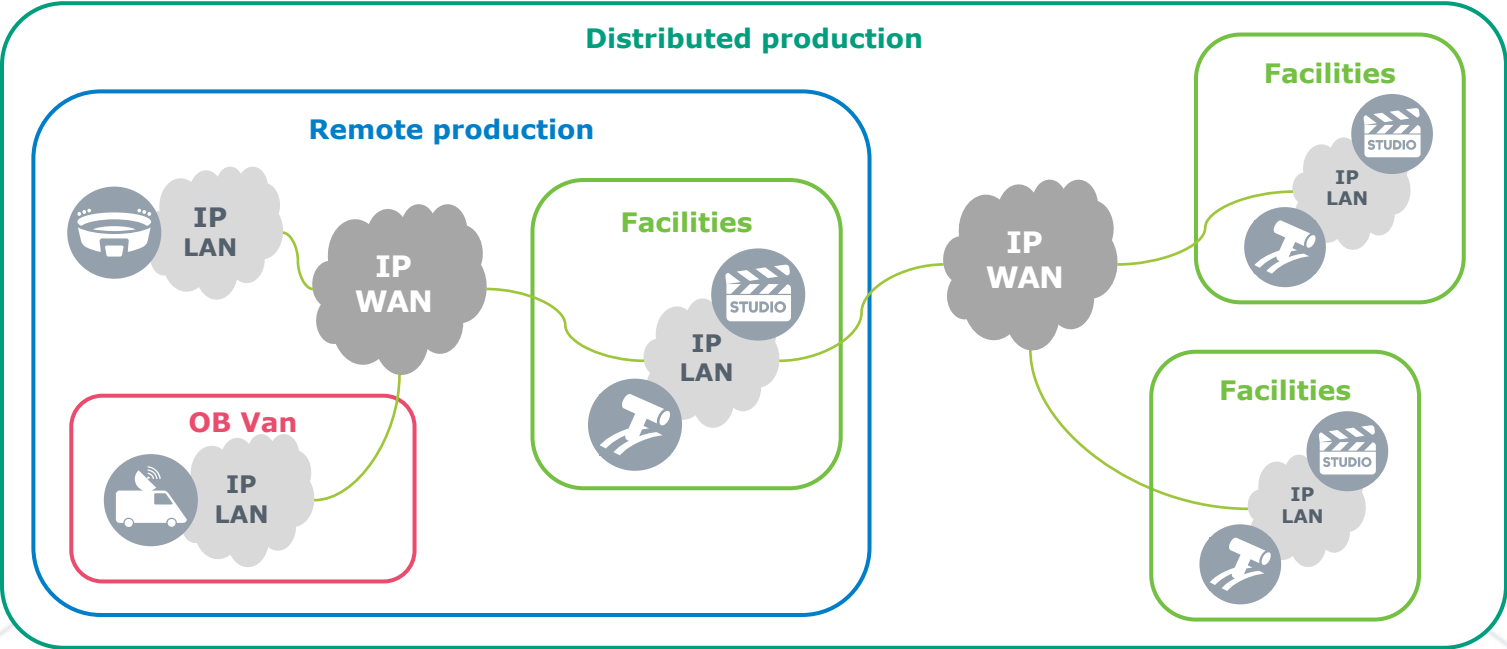 Distributed production
Remote production
IP
LAN
IP
WAN
OB Van
IP
LAN
Facilities
STUDIO
IP
LAN
IP
WAN
Facilities
STUDIO
IP
LAN
Facilities
STUDIO
IP
LAN